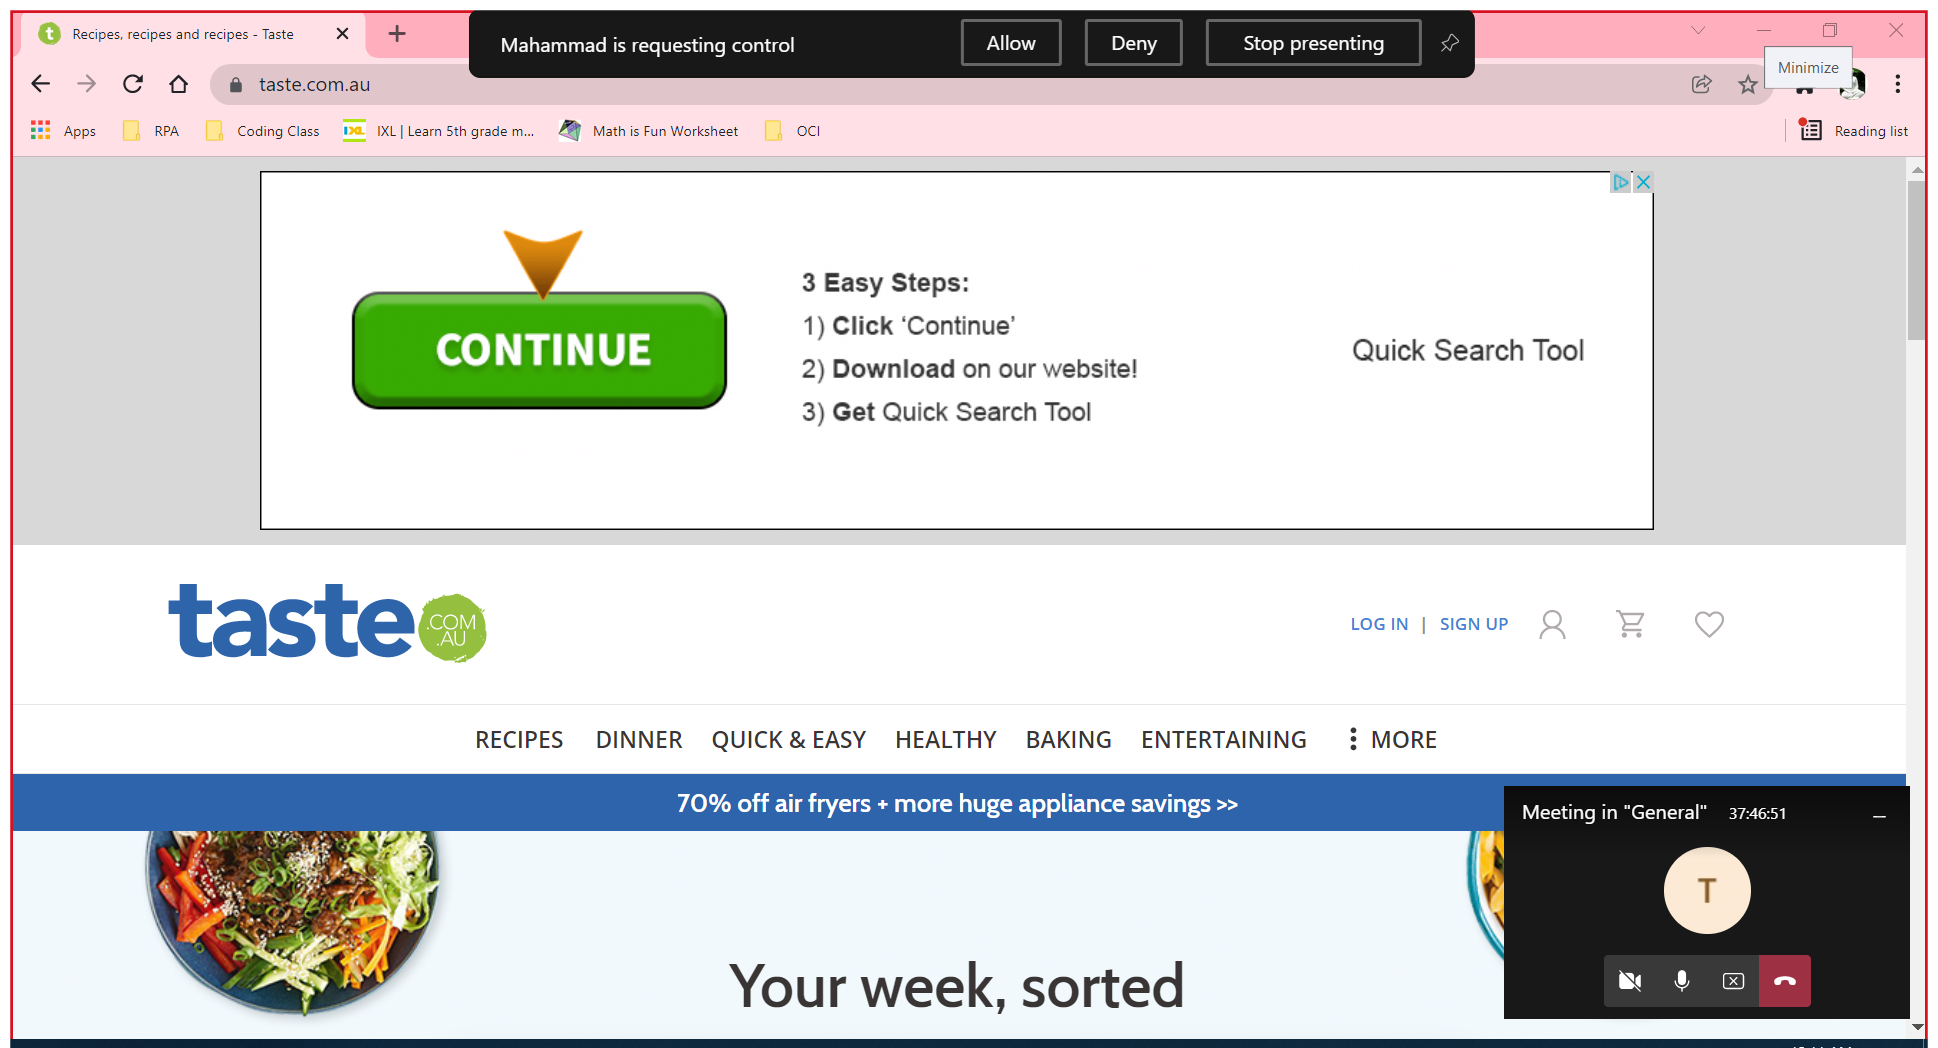 Recipes, recipes and recipes - Taste
Mahammad is requesting control
Allow
Deny
Stop presenting
Minimize
taste.com.au
Apps
RPA
Coding Class
IXL | Learn 5th grade m...
Math is Fun Worksheet
OCI
Reading list
CONTINUE
3 Easy Steps:
1) Click ‘Continue’
2) Download on our website!
3) Get Quick Search Tool
Quick Search Tool
taste
.COM
.AU
LOG IN | SIGN UP
RECIPES
DINNER
QUICK & EASY
HEALTHY
BAKING
ENTERTAINING
MORE
70% off air fryers + more huge appliance savings >>
Meeting in "General"
37:46:51
T
Your week, sorted